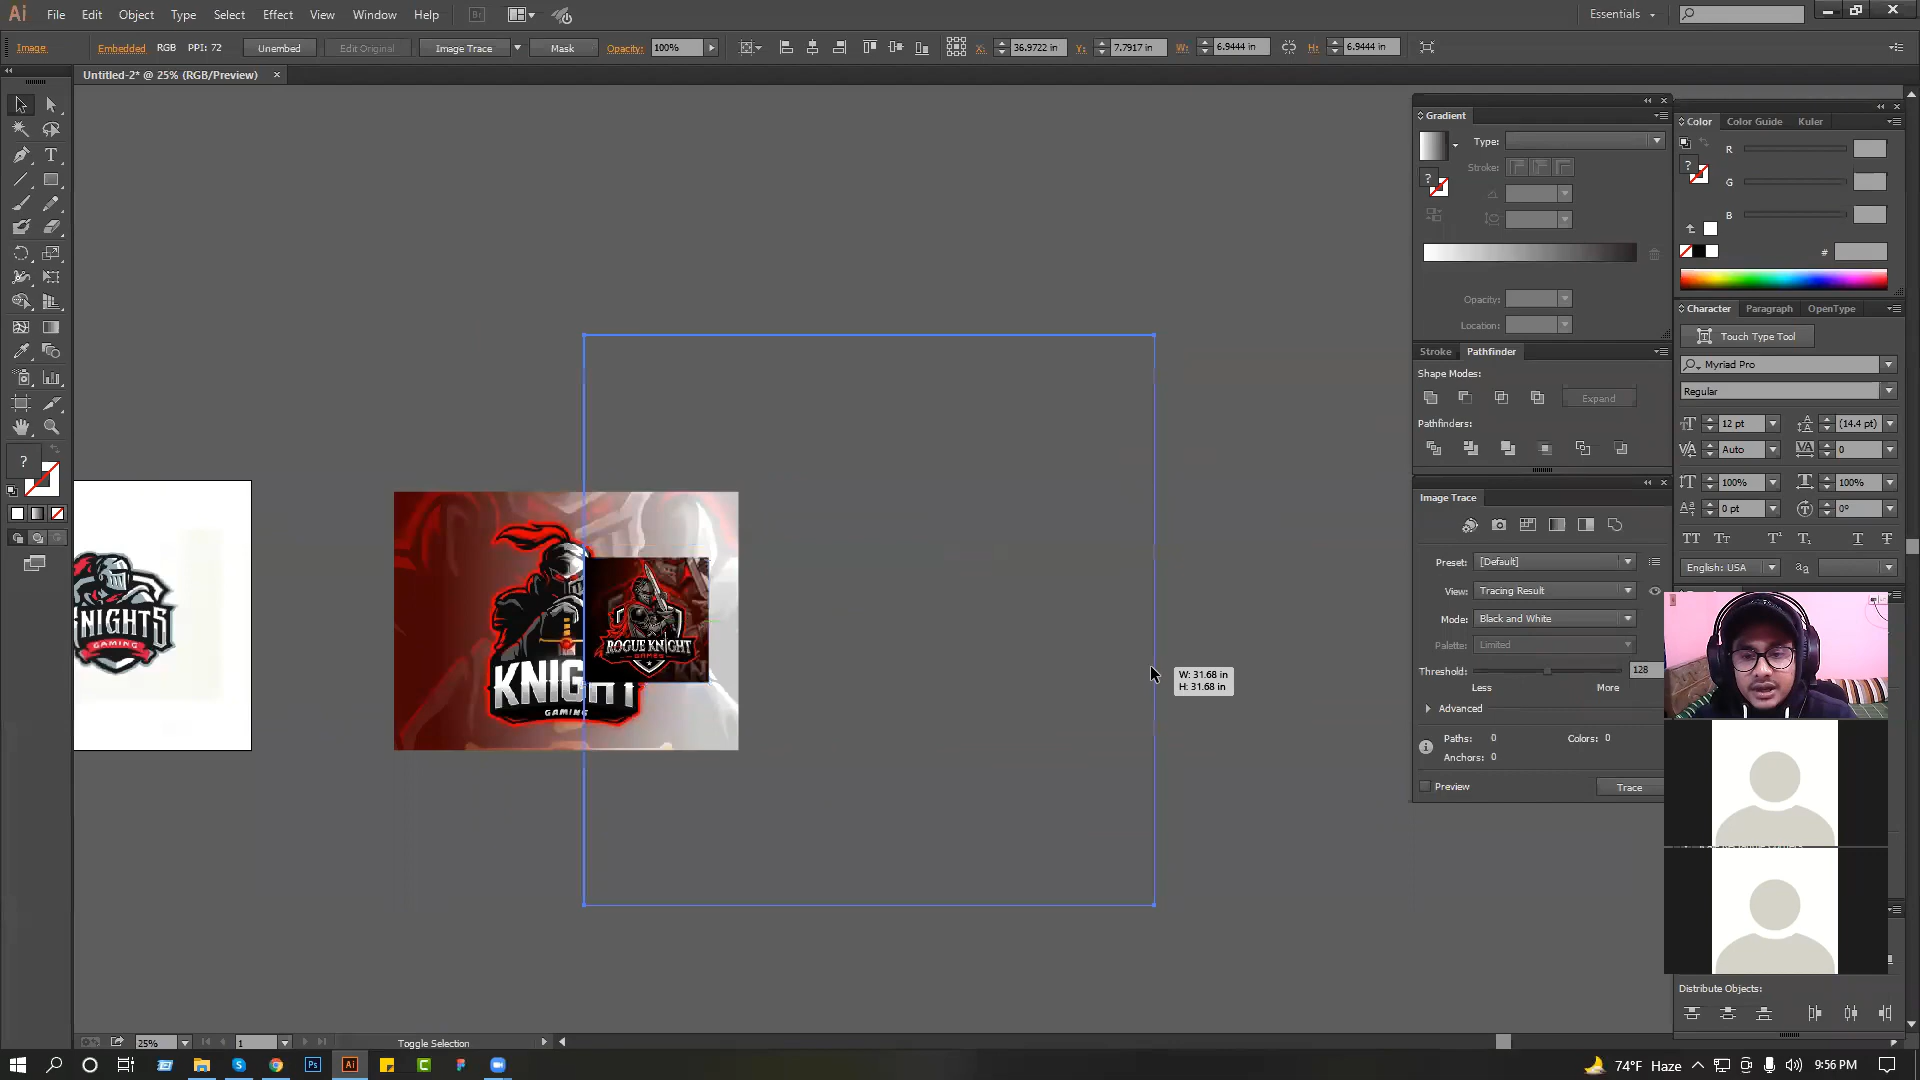 Ai File Edit Object Type Select Effect View Window Help Br Essentials
Image Embedded RGB PPI: 72 Unembed Edit Original Image Trace Mask Opacity: 100% X: 36.9722 in Y: 7.7917 in W: 6.9444 in H: 6.9444 in
Untitled-2* @ 25% (RGB/Preview)
Gradient
Type:
Stroke:
Opacity:
Location:
Color Color Guide Kuler
R
G
B
#
Stroke Pathfinder
Shape Modes:
Expand
Pathfinders:
Character Paragraph OpenType
Touch Type Tool
Myriad Pro
Regular
12 pt (14.4 pt)
Auto 0
100% 100%
0 pt 0°
English: USA
Image Trace
Preset: [Default]
View: Tracing Result
Mode: Black and White
Palette: Limited
Threshold: 128
Less More
Advanced
Paths: 0 Colors: 0
Anchors: 0
Preview Trace
Distribute Objects:
W: 31.68 in
H: 31.68 in
KNIGHTS
GAMING
KNIGHT
GAMING
ROGUE KNIGHT
GAMES
?
25% 1 Toggle Selection
Ps Ai 74°F Haze 9:56 PM